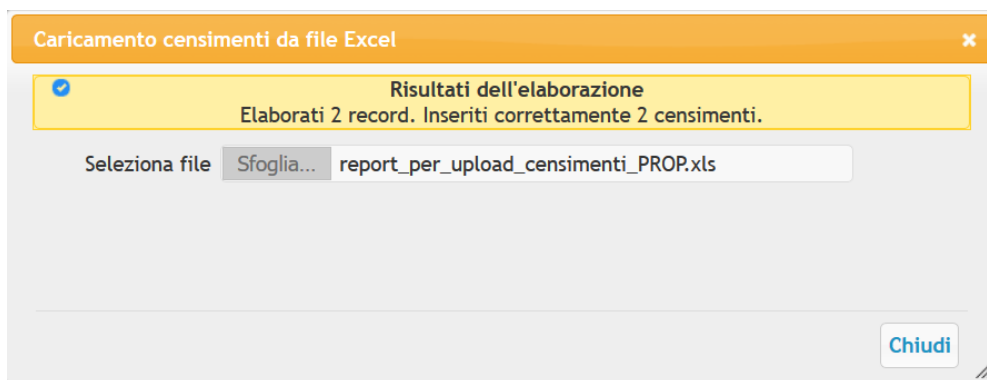 Caricamento censimenti da file Excel
Risultati dell'elaborazione
Elaborati 2 record. Inseriti correttamente 2 censimenti.
Seleziona file Sfoglia... report_per_upload_censimenti_PROP.xls
Chiudi